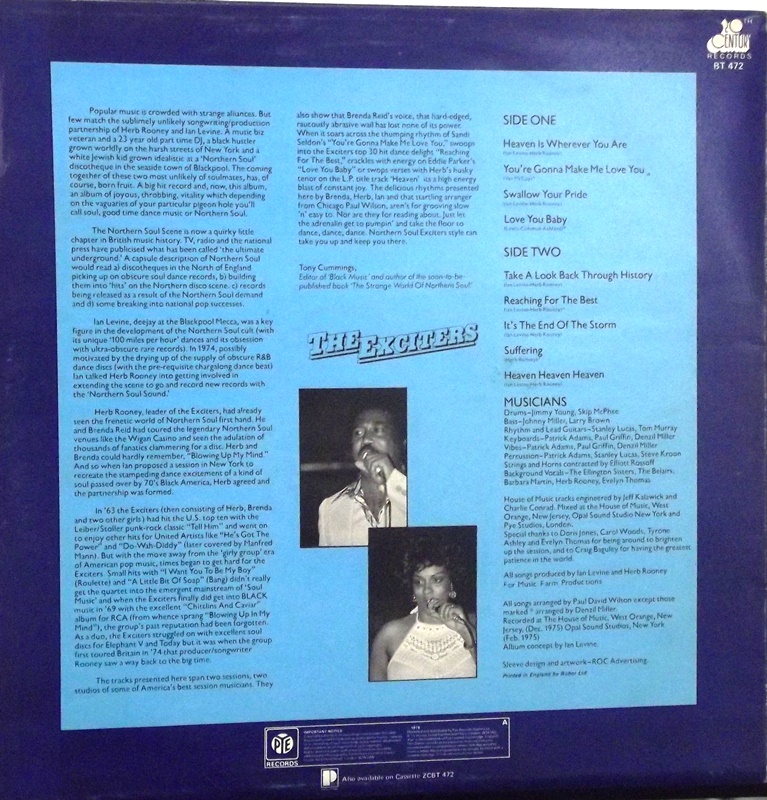 20
CENTURY
RECORDS
BT 472
Popular music is crowded with strange alliances. But
few match the sublimely unlikely songwriting/production
partnership of Herb Rooney and Ian Levine. A music biz
veteran and a 23 year old part time DJ, a black hustler
grown worldly on the harsh streets of New York and a
white Jewish kid grown idealistic at a 'Northern Soul'
discotheque in the seaside town of Blackpool. The coming
together of these two most unlikely of soulmates, has, of
course, born fruit. A big hit record and, now, this album,
an album of joyous, throbbing, vitality which depending
on the vaguaries of your particular pigeon hole you'll
call soul, good time dance music or Northern Soul.
The Northern Soul Scene is now a quirky little
chapter in British music history. TV, radio and the national
press have publicised what has been called 'the ultimate
underground.' A capsule description of Northern Soul
would read a) discotheques in the North of England
picking up on obscure soul dance records, b) building
them into 'hits' on the Northern disco scene. c) records
being released as a result of the Northern Soul demand
and d) some breaking into national pop successes.
Ian Levine, deejay at the Blackpool Mecca, was a key
figure in the development of the Northern Soul cult (with
its unique '100 miles per hour' dances and its obsession
with ultra-obscure rare records). In 1974, possibly
motivated by the drying up of the supply of obscure R&B
dance discs (with the pre-requisite chargalong dance beat)
Ian talked Herb Rooney into getting involved in
extending the scene to go and record new records with
the 'Northern Soul Sound.'
Herb Rooney, leader of the Exciters, had already
seen the frenetic world of Northern Soul first hand. He
and Brenda Reid had toured the legendary Northern Soul
venues like the Wigan Casino and seen the adulation of
thousands of fanatics clammering for a disc. Herb and
Brenda could hardly remember, "Blowing Up My Mind."
And so when Ian proposed a session in New York to
recreate the stampeding dance excitement of a kind of
soul passed over by 70's Black America, Herb agreed and
the partnership was formed.
In '63 the Exciters (then consisting of Herb, Brenda
and two other girls) had hit the U.S. top ten with the
Leiber/Stoller punk-rock classic "Tell Him" and went on
to enjoy other hits for United Artists like "He's Got The
Power" and "Do-Wah-Diddy" (later covered by Manfred
Mann). But with the move away from the 'girly group' era
of American pop music, times began to get hard for the
Exciters. Small hits with "I Want You To Be My Boy"
(Roulette) and "A Little Bit Of Soap" (Bang) didn't really
get the quartet into the emergent mainstream of 'Soul
Music' and when the Exciters finally did get into BLACK
music in '69 with the excellent "Chitlins And Caviar"
album for RCA (from whence sprang "Blowing Up In My
Mind"), the group's past reputation had been forgotten.
As a duo, the Exciters struggled on with excellent soul
discs for Elephant V and Today but it was when the group
first toured Britain in '74 that producer/songwriter
Rooney saw a way back to the big time.
The tracks presented here span two sessions, two
studios of some of America's best session musicians. They
also show that Brenda Reid's voice, that hard-edged,
raucously abrasive wail has lost none of its power.
When it soars across the thumping rhythm of Sandi
Seldon's "You're Gonna Make Me Love You," swoops
into the Exciters top 30 hit dance delight "Reaching
For The Best," crackles with energy on Eddie Parker's
"Love You Baby" or swops verses with Herb's husky
tenor on the L.P. title track 'Heaven' its a high energy
blast of constant joy. The delicious rhythms presented
here by Brenda, Herb, Ian and that startling arranger
from Chicago Paul Wilson, aren't for grooving slow
'n' easy to. Nor are they for reading about. Just let
the adrenalin get to pumpin' and take the floor to
dance, dance, dance. Northern Soul Exciters style can
take you up and keep you there.
Tony Cummings,
Editor of 'Black Music' and author of the soon-to-be-
published book 'The Strange World Of Northern Soul.'
THE EXCITERS
SIDE ONE
Heaven Is Wherever You Are
(Ian Levine-Herb Rooney)
You're Gonna Make Me Love You
Swallow Your Pride
(Ian Levine-Herb Rooney)
Love You Baby
SIDE TWO
Take A Look Back Through History
(Ian Levine-Herb Rooney)
Reaching For The Best
(Ian Levine-Herb Rooney)*
It's The End Of The Storm
(Ian Levine-Herb Rooney)
Suffering
(Herb Rooney)
Heaven Heaven Heaven
(Ian Levine-Herb Rooney)
MUSICIANS
Drums–Jimmy Young, Skip McPhee
Bass–Johnny Miller, Larry Brown
Rhythm and Lead Guitars–Stanley Lucas, Tom Murray
Keyboards–Patrick Adams, Paul Griffin, Denzil Miller
Vibes–Patrick Adams, Paul Griffin, Denzil Miller
Percussion–Patrick Adams, Stanley Lucas, Steve Kroon
Strings and Horns contracted by Elliott Rossoff
Background Vocals–The Ellington Sisters, The Belairs,
Barbara Martin, Herb Rooney, Evelyn Thomas
House of Music tracks engineered by Jeff Kalawick and
Charlie Conrad. Mixed at the House of Music, West
Orange, New Jersey, Opal Sound Studio New York and
Pye Studios, London.
Special thanks to Doris Jones, Carol Woods, Tyrone
Ashley and Evelyn Thomas for being around to brighten
up the session, and to Craig Baguley for having the greatest
patience in the world.
All songs produced by Ian Levine and Herb Rooney
For Music Farm Productions
All songs arranged by Paul David Wilson except those
marked * arranged by Denzil Miller.
Recorded at The House of Music, West Orange, New
Jersey, (Dec. 1975) Opal Sound Studios, New York
(Feb. 1975)
Album concept by Ian Levine
Sleeve design and artwork–ROC Advertising.
Printed in England by Robor Ltd
PYE
RECORDS
IMPORTANT NOTICE
1976
A
Also available on Cassette ZCBT 472